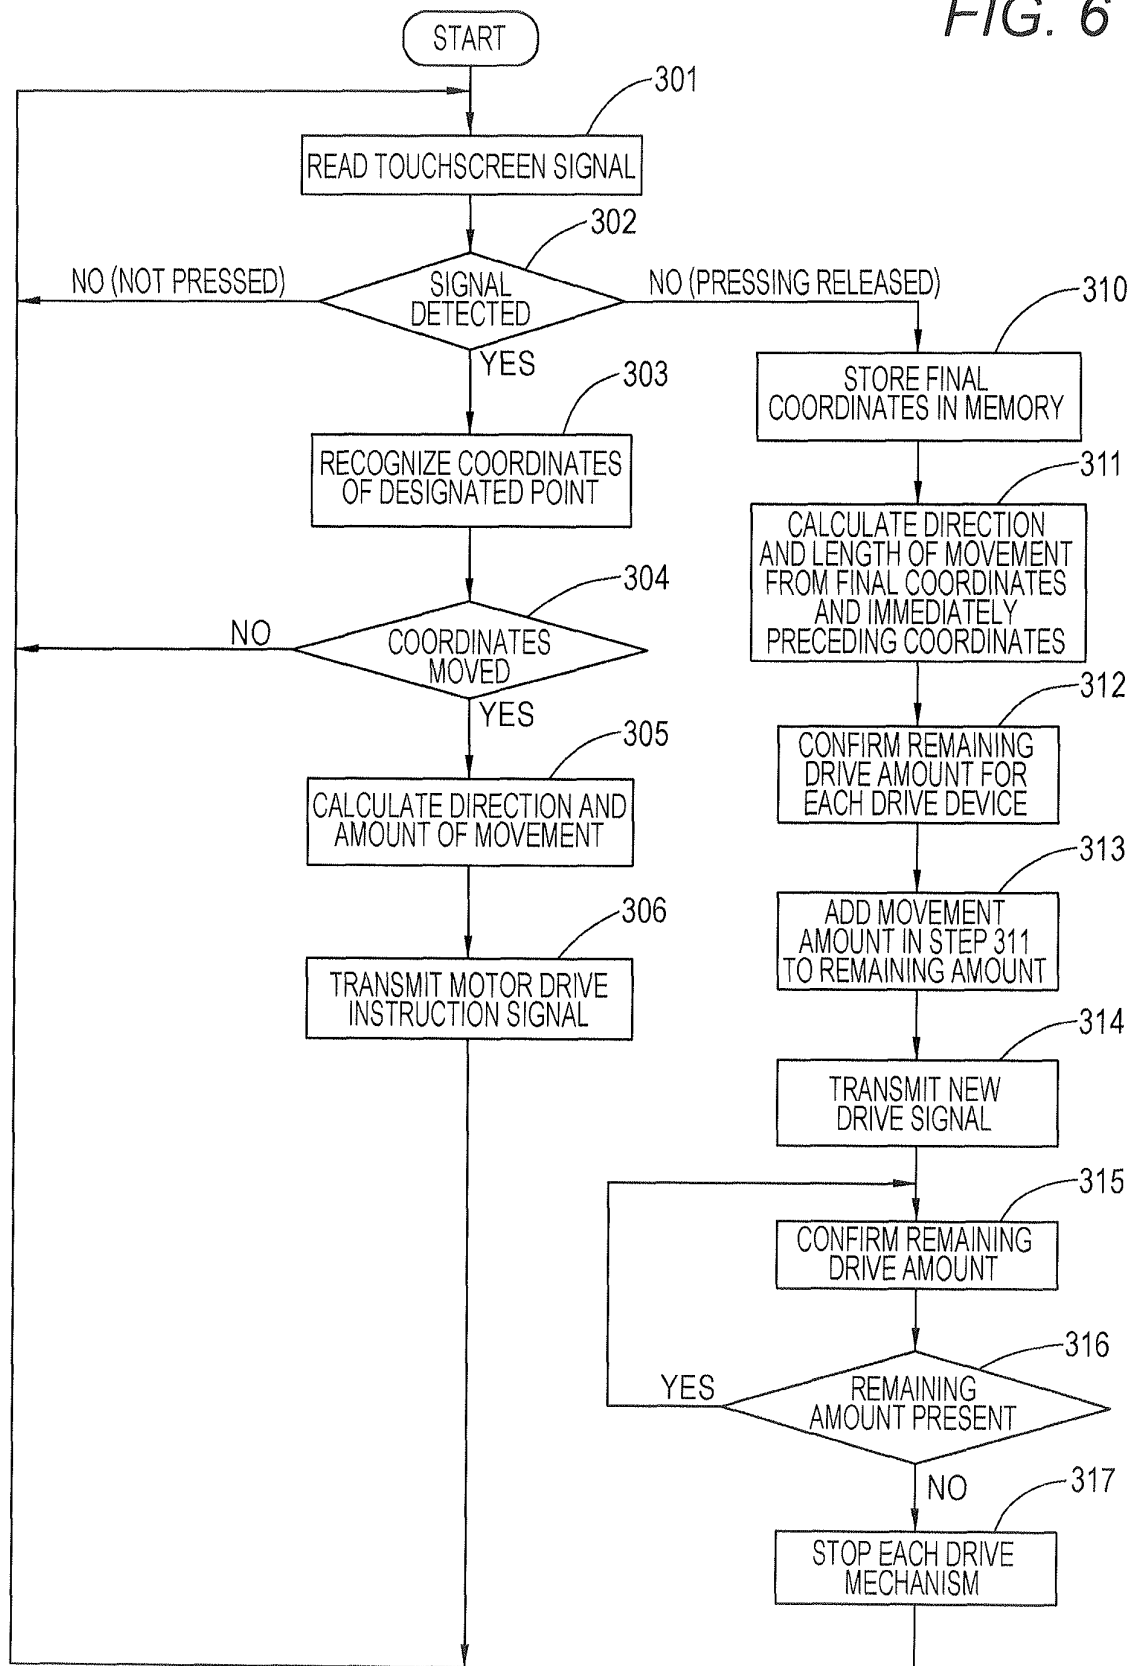 FIG. 6
START
301
READ TOUCHSCREEN SIGNAL
302
NO (NOT PRESSED)
SIGNAL
DETECTED
NO (PRESSING RELEASED)
YES
303
RECOGNIZE COORDINATES
OF DESIGNATED POINT
304
NO
COORDINATES
MOVED
YES
305
CALCULATE DIRECTION AND
AMOUNT OF MOVEMENT
306
TRANSMIT MOTOR DRIVE
INSTRUCTION SIGNAL
310
STORE FINAL
COORDINATES IN MEMORY
311
CALCULATE DIRECTION
AND LENGTH OF MOVEMENT
FROM FINAL COORDINATES
AND IMMEDIATELY
PRECEDING COORDINATES
312
CONFIRM REMAINING
DRIVE AMOUNT FOR
EACH DRIVE DEVICE
313
ADD MOVEMENT
AMOUNT IN STEP 311
TO REMAINING AMOUNT
314
TRANSMIT NEW
DRIVE SIGNAL
315
CONFIRM REMAINING
DRIVE AMOUNT
316
YES
REMAINING
AMOUNT PRESENT
NO
317
STOP EACH DRIVE
MECHANISM